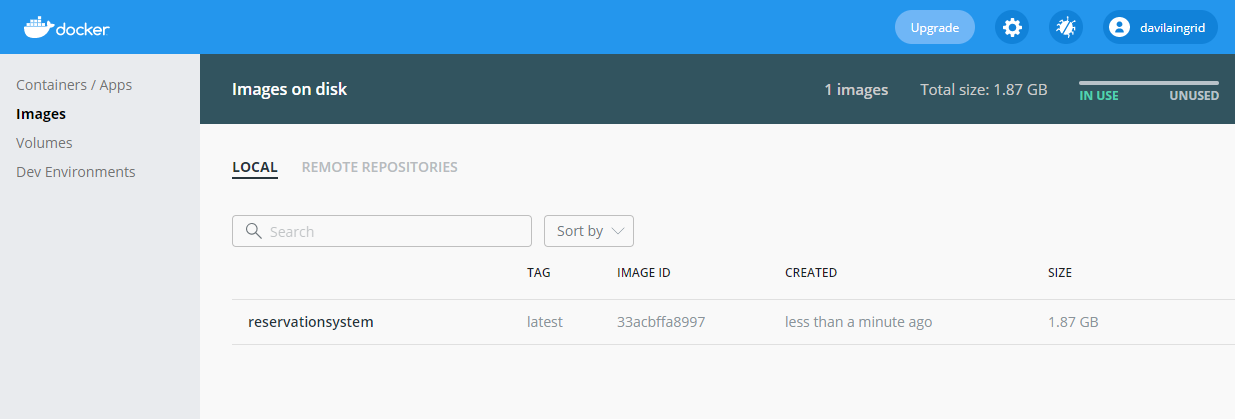 docker
Upgrade
davilaingrid
Containers / Apps
Images
Volumes
Dev Environments
Images on disk
1 images
Total size: 1.87 GB
IN USE
UNUSED
LOCAL
REMOTE REPOSITORIES
Search
Sort by
TAG IMAGE ID CREATED SIZE
reservationsystem latest 33acbffa8997 less than a minute ago 1.87 GB